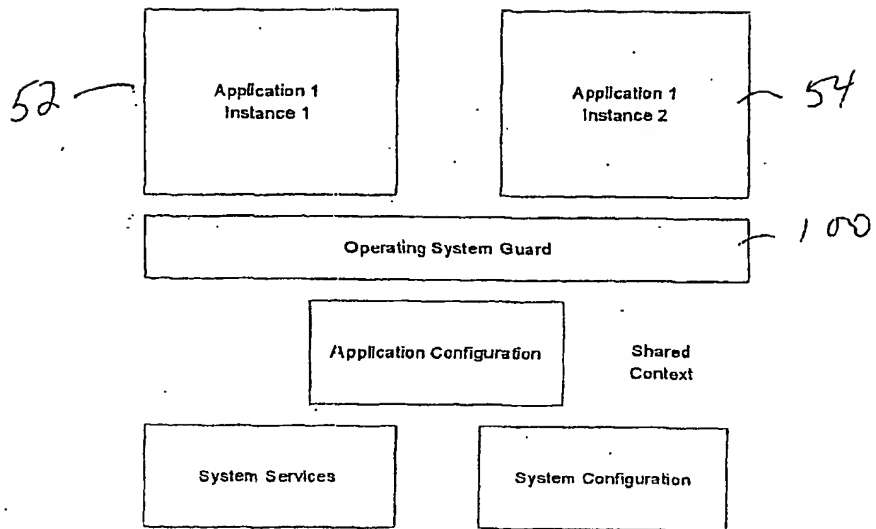 Application 1
Instance 1
Application 1
Instance 2
52
54
Operating System Guard
100
Application Configuration
Shared
Context
System Services
System Configuration